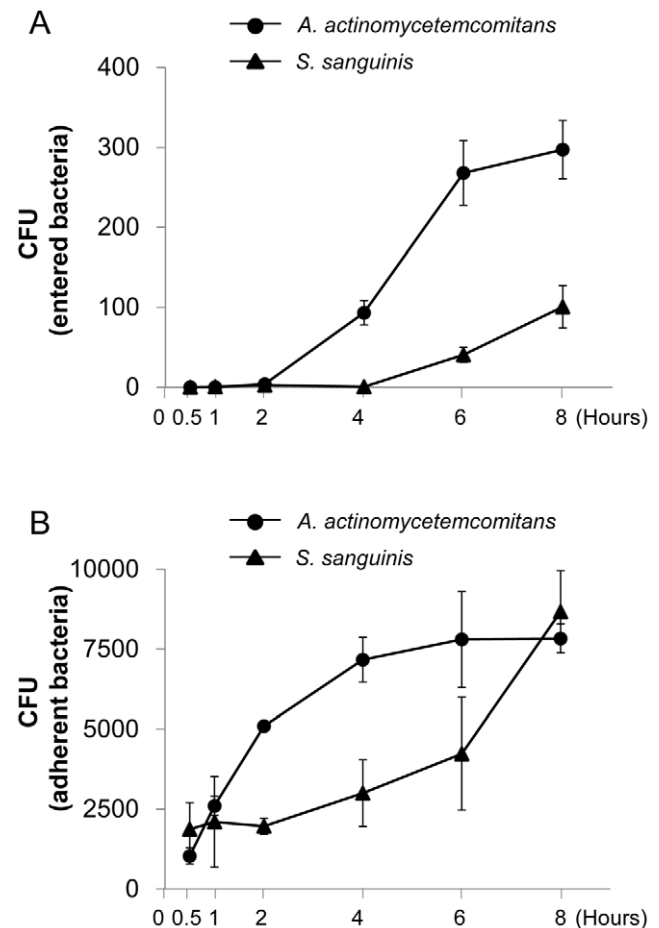 A
A. actinomycetemcomitans
S. sanguinis
400
300
200
100
0
CFU
(entered bacteria)
0 0.5 1 2 4 6 8 (Hours)
B
A. actinomycetemcomitans
S. sanguinis
10000
7500
5000
2500
0
CFU
(adherent bacteria)
0 0.5 1 2 4 6 8 (Hours)